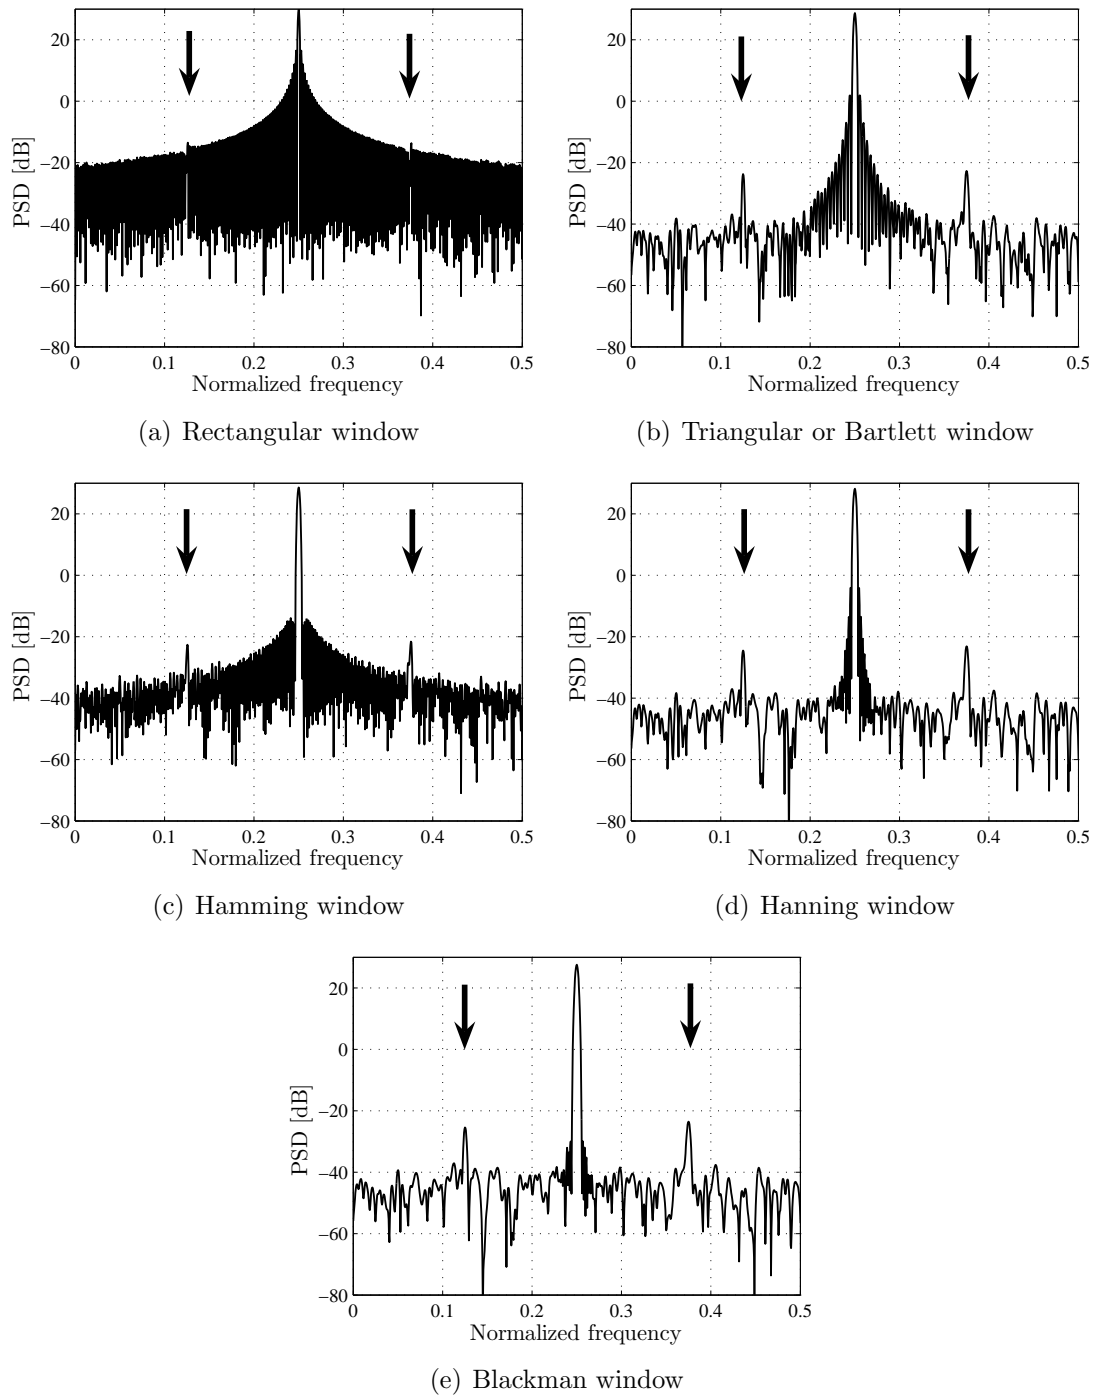 20
0
−20
−40
−60
−80
PSD [dB]
0 0.1 0.2 0.3 0.4 0.5
Normalized frequency
(a) Rectangular window
20
0
−20
−40
−60
−80
PSD [dB]
0 0.1 0.2 0.3 0.4 0.5
Normalized frequency
(b) Triangular or Bartlett window
20
0
−20
−40
−60
−80
PSD [dB]
0 0.1 0.2 0.3 0.4 0.5
Normalized frequency
(c) Hamming window
20
0
−20
−40
−60
−80
PSD [dB]
0 0.1 0.2 0.3 0.4 0.5
Normalized frequency
(d) Hanning window
20
0
−20
−40
−60
−80
PSD [dB]
0 0.1 0.2 0.3 0.4 0.5
Normalized frequency
(e) Blackman window